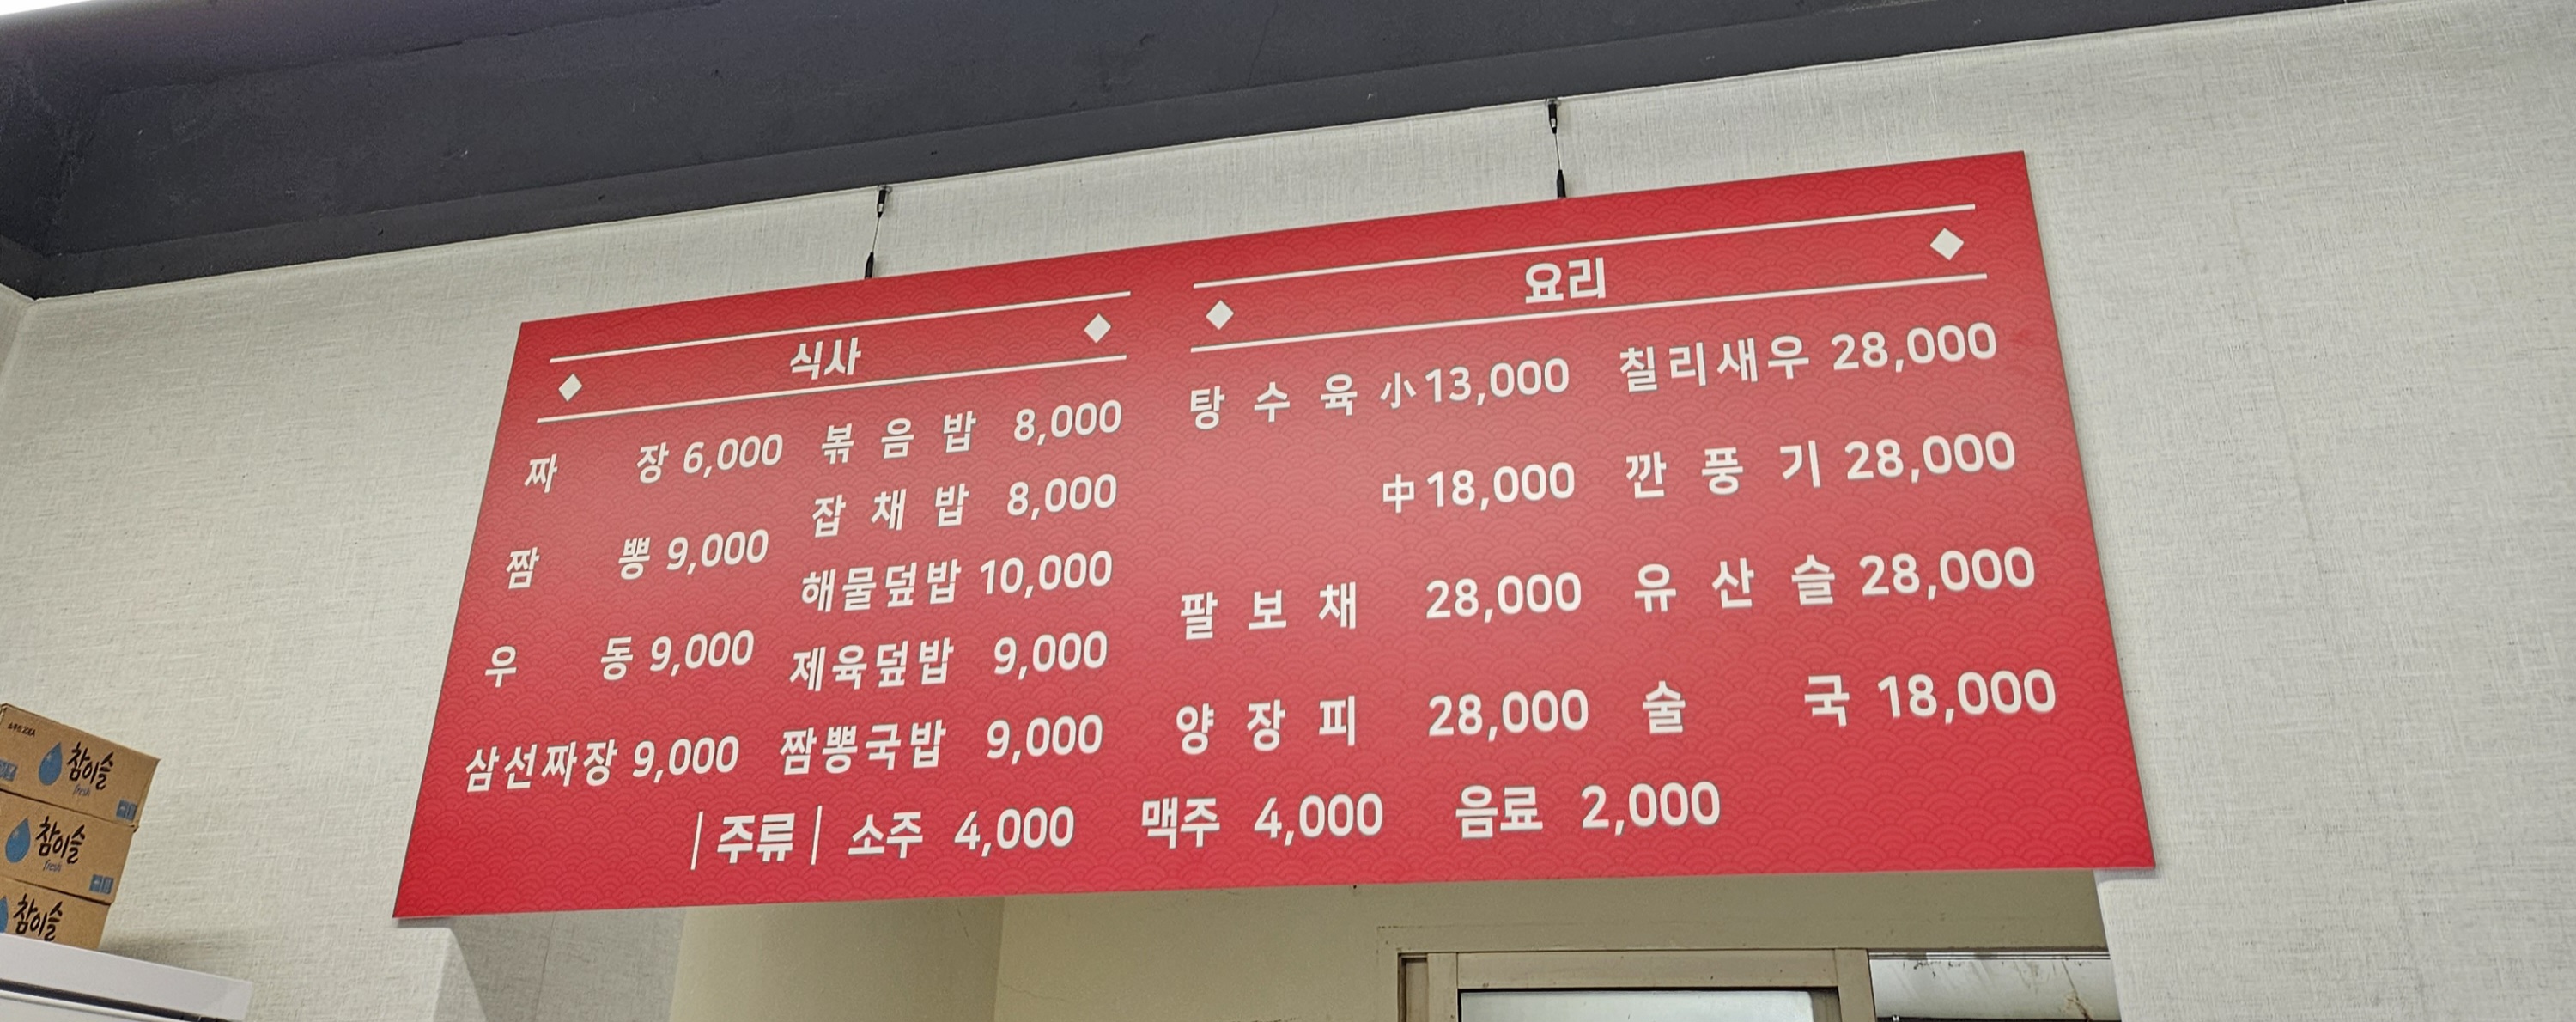 식사
짜장 6,000
짬뽕 9,000
우동 9,000
삼선짜장 9,000
볶음밥 8,000
잡채밥 8,000
해물덮밥 10,000
제육덮밥 9,000
짬뽕국밥 9,000
요리
탕수육 小 13,000
中 18,000
팔보채 28,000
양장피 28,000
칠리새우 28,000
깐풍기 28,000
유산슬 28,000
술국 18,000
|주류| 소주 4,000 맥주 4,000 음료 2,000
참이슬
fresh
참이슬
fresh
참이슬